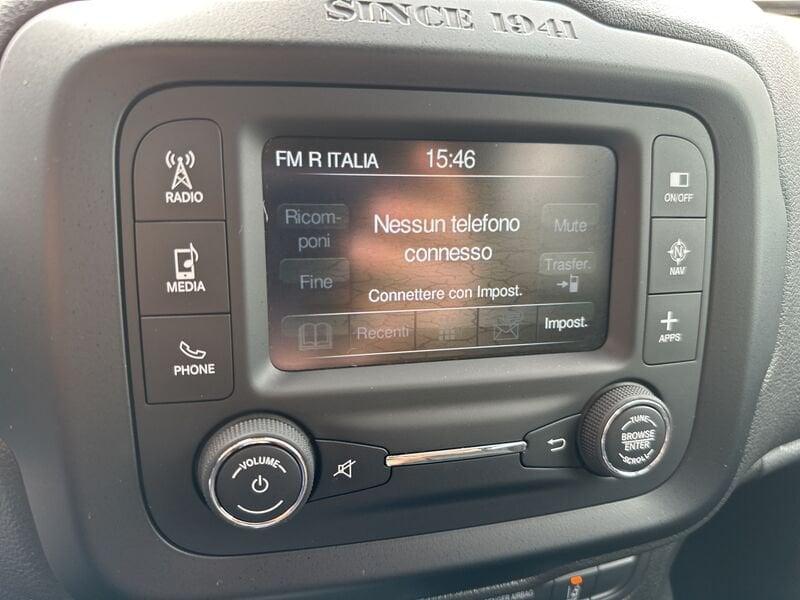 SINCE 1941
RADIO
MEDIA
PHONE
FM R ITALIA 15:46
Ricom-
poni
Nessun telefono
connesso
Mute
Fine
Trasfer.
Connettere con Impost.
Recenti
Impost.
ON/OFF
N
NAV
APPS
VOLUME
TUNE
BROWSE
ENTER
SCROLL
AIRBAG